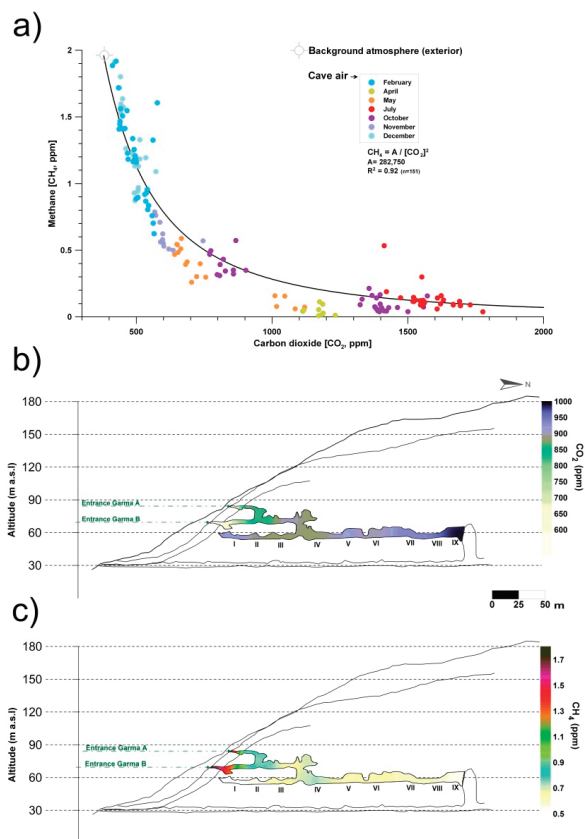 a)
Background atmosphere (exterior)
Cave air
February
April
May
July
October
November
December
CH₄ = A / [CO₂]²
A= 282,750
R² = 0.92 (n=151)
Methane [CH₄, ppm]
2
1.5
1
0.5
0
500
1000
1500
2000
Carbon dioxide [CO₂, ppm]
b)
N
Altitude (m a.s.l)
180
150
120
90
60
30
Entrance Garma A
Entrance Garma B
I II III IV V VI VII VIII IX
1000
900
800
700
600
CO₂ (ppm)
0 25 50 m
c)
Altitude (m a.s.l)
180
150
120
90
60
30
Entrance Garma A
Entrance Garma B
I II III IV V VI VII VIII IX
1.7
1.5
1.3
1.1
0.9
0.7
0.5
CH₄ (ppm)